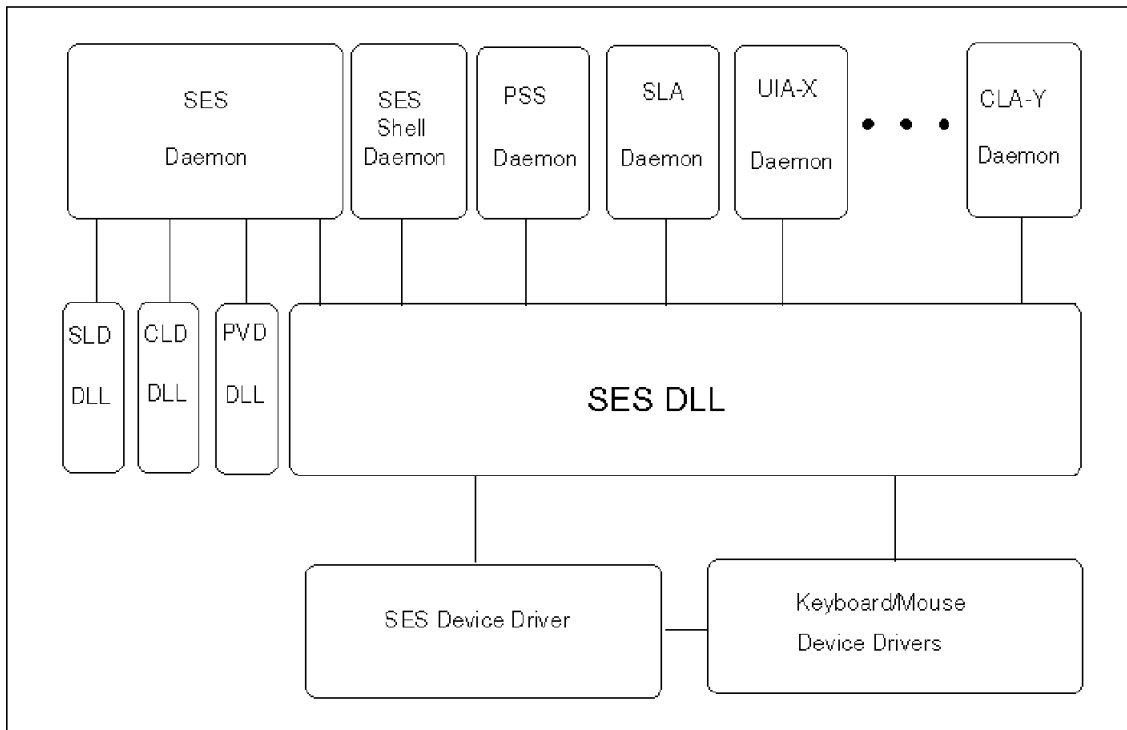 SES
Daemon
SES
Shell
Daemon
PSS
Daemon
SLA
Daemon
UIA-X
Daemon
CLA-Y
Daemon
SLD
DLL
CLD
DLL
PVD
DLL
SES DLL
SES Device Driver
Keyboard/Mouse
Device Drivers